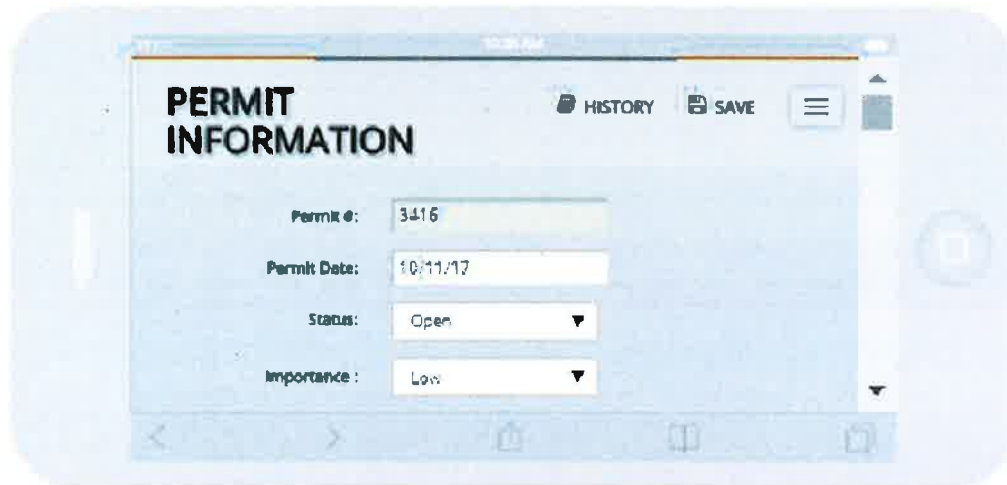 PERMIT
INFORMATION
HISTORY
SAVE
Permit #: 3416
Permit Date: 10/11/17
Status: Open
Importance : Low